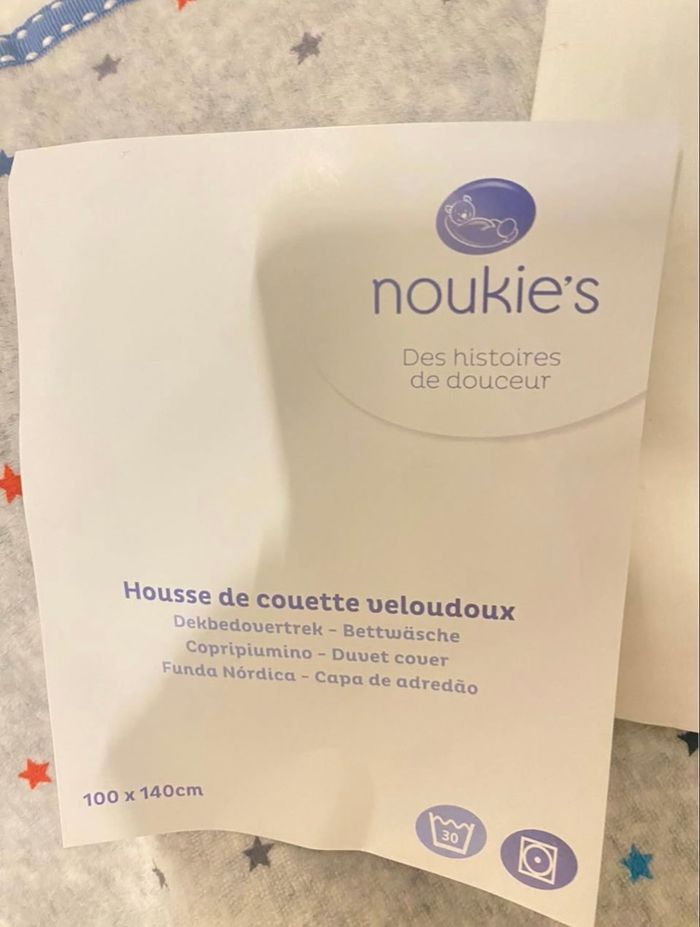 noukie's
Des histoires
de douceur
Housse de couette veloudoux
Dekbedovertrek - Bettwäsche
Copripiumino - Duvet cover
Funda Nórdica - Capa de adredão
100 x 140cm
30